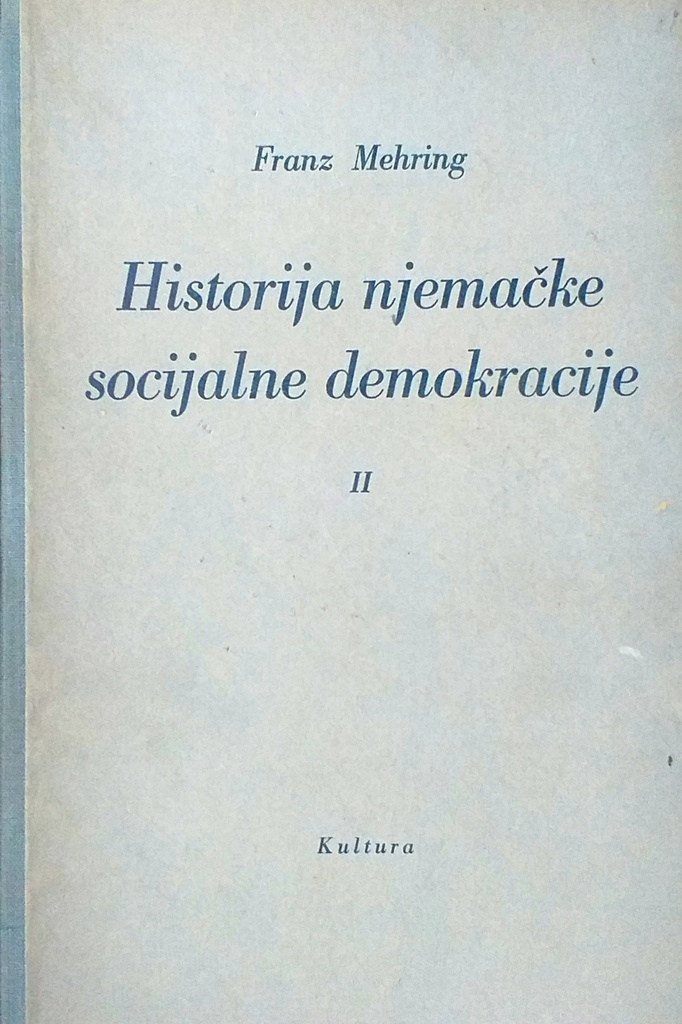 Franz Mehring
Historija njemačke
socijalne demokracije
II
Kultura